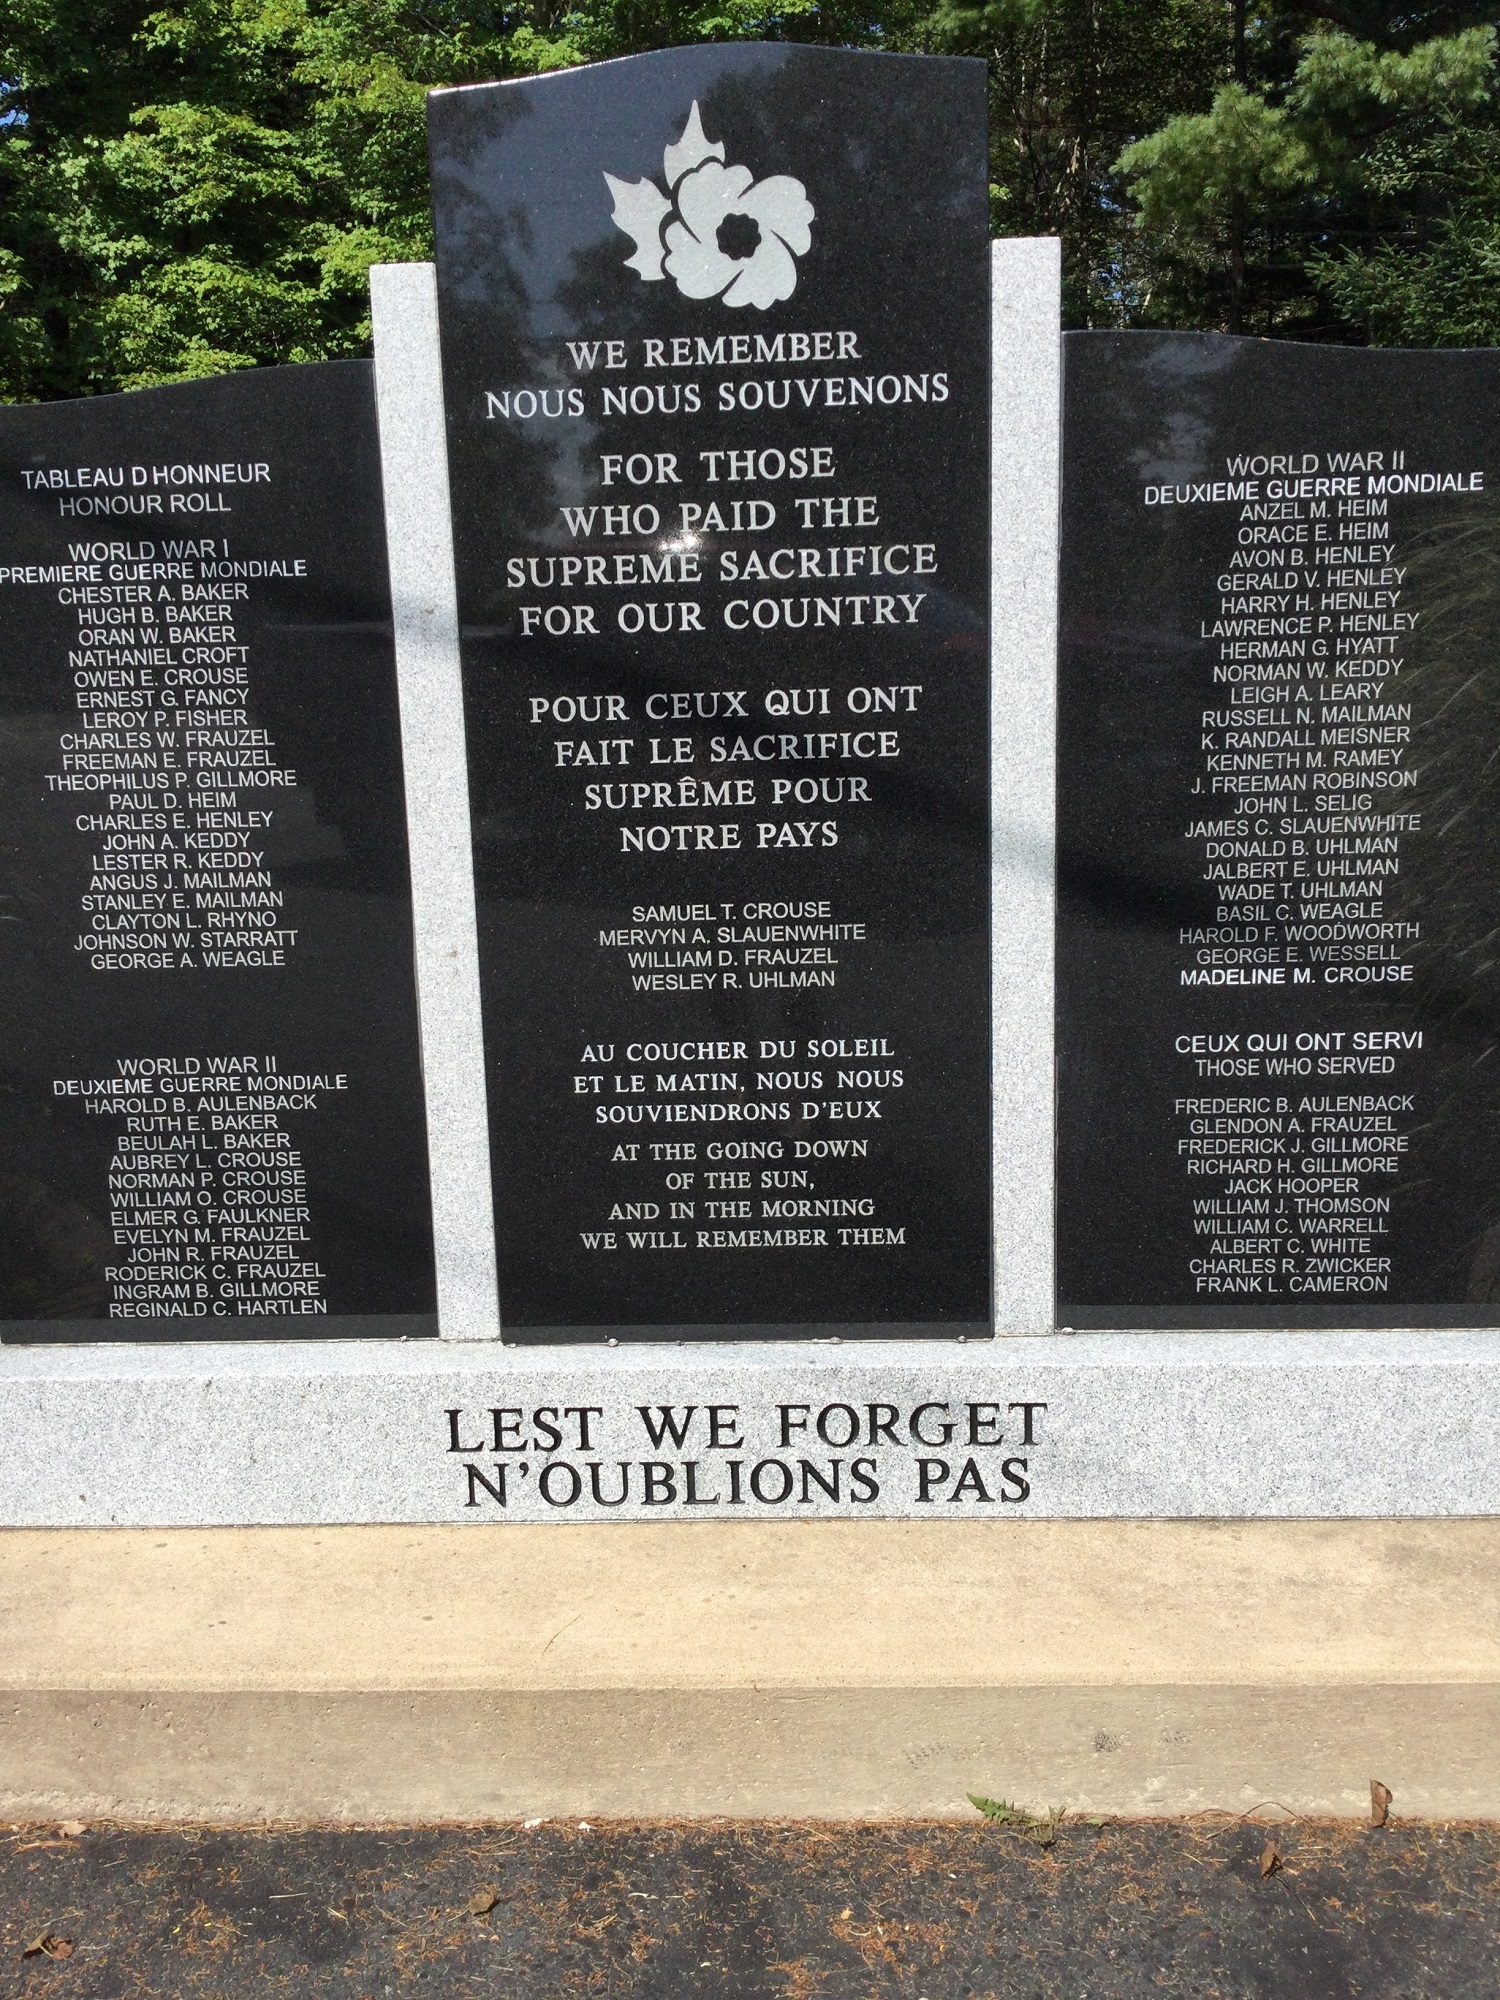 TABLEAU D HONNEUR
HONOUR ROLL
WORLD WAR I
PREMIERE GUERRE MONDIALE
CHESTER A. BAKER
HUGH B. BAKER
ORAN W. BAKER
NATHANIEL CROFT
OWEN E. CROUSE
ERNEST G. FANCY
LEROY P. FISHER
CHARLES W. FRAUZEL
FREEMAN E. FRAUZEL
THEOPHILUS P. GILLMORE
PAUL D. HEIM
CHARLES E. HENLEY
JOHN A. KEDDY
LESTER R. KEDDY
ANGUS J. MAILMAN
STANLEY E. MAILMAN
CLAYTON L. RHYNO
JOHNSON W. STARRATT
GEORGE A. WEAGLE
WORLD WAR II
DEUXIEME GUERRE MONDIALE
HAROLD B. AULENBACK
RUTH E. BAKER
BEULAH L. BAKER
AUBREY L. CROUSE
NORMAN P. CROUSE
WILLIAM O. CROUSE
ELMER G. FAULKNER
EVELYN M. FRAUZEL
JOHN R. FRAUZEL
RODERICK C. FRAUZEL
INGRAM B. GILLMORE
REGINALD C. HARTLEN
WE REMEMBER
NOUS NOUS SOUVENONS
FOR THOSE
WHO PAID THE
SUPREME SACRIFICE
FOR OUR COUNTRY
POUR CEUX QUI ONT
FAIT LE SACRIFICE
SUPRÊME POUR
NOTRE PAYS
SAMUEL T. CROUSE
MERVYN A. SLAUENWHITE
WILLIAM D. FRAUZEL
WESLEY R. UHLMAN
AU COUCHER DU SOLEIL
ET LE MATIN, NOUS NOUS
SOUVIENDRONS D'EUX
AT THE GOING DOWN
OF THE SUN,
AND IN THE MORNING
WE WILL REMEMBER THEM
WORLD WAR II
DEUXIEME GUERRE MONDIALE
ANZEL M. HEIM
ORACE E. HEIM
AVON B. HENLEY
GERALD V. HENLEY
HARRY H. HENLEY
LAWRENCE P. HENLEY
HERMAN G. HYATT
NORMAN W. KEDDY
LEIGH A. LEARY
RUSSELL N. MAILMAN
K. RANDALL MEISNER
KENNETH M. RAMEY
J. FREEMAN ROBINSON
JOHN L. SELIG
JAMES C. SLAUENWHITE
DONALD B. UHLMAN
JALBERT E. UHLMAN
WADE T. UHLMAN
BASIL C. WEAGLE
HAROLD F. WOODWORTH
GEORGE E. WESSELL
MADELINE M. CROUSE
CEUX QUI ONT SERVI
THOSE WHO SERVED
FREDERIC B. AULENBACK
GLENDON A. FRAUZEL
FREDERICK J. GILLMORE
RICHARD H. GILLMORE
JACK HOOPER
WILLIAM J. THOMSON
WILLIAM C. WARRELL
ALBERT C. WHITE
CHARLES R. ZWICKER
FRANK L. CAMERON
LEST WE FORGET
N'OUBLIONS PAS